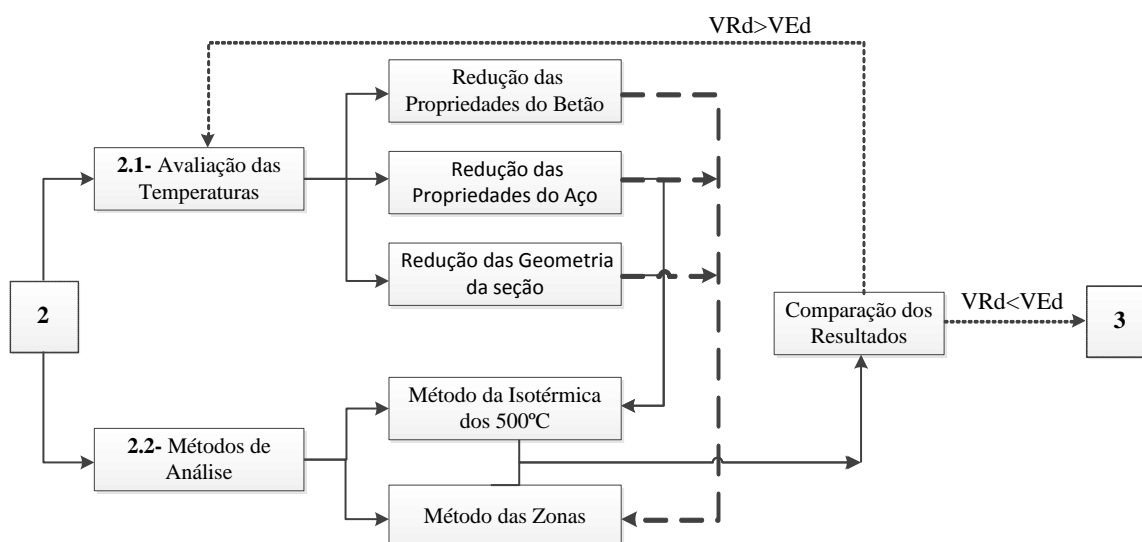 VRd>VEd
Redução das
Propriedades do Betão
2.1- Avaliação das
Temperaturas
Redução das
Propriedades do Aço
Redução das Geometria
da seção
2
Comparação dos
Resultados
VRd<VEd
3
Método da Isotérmica
dos 500ºC
2.2- Métodos de
Análise
Método das Zonas